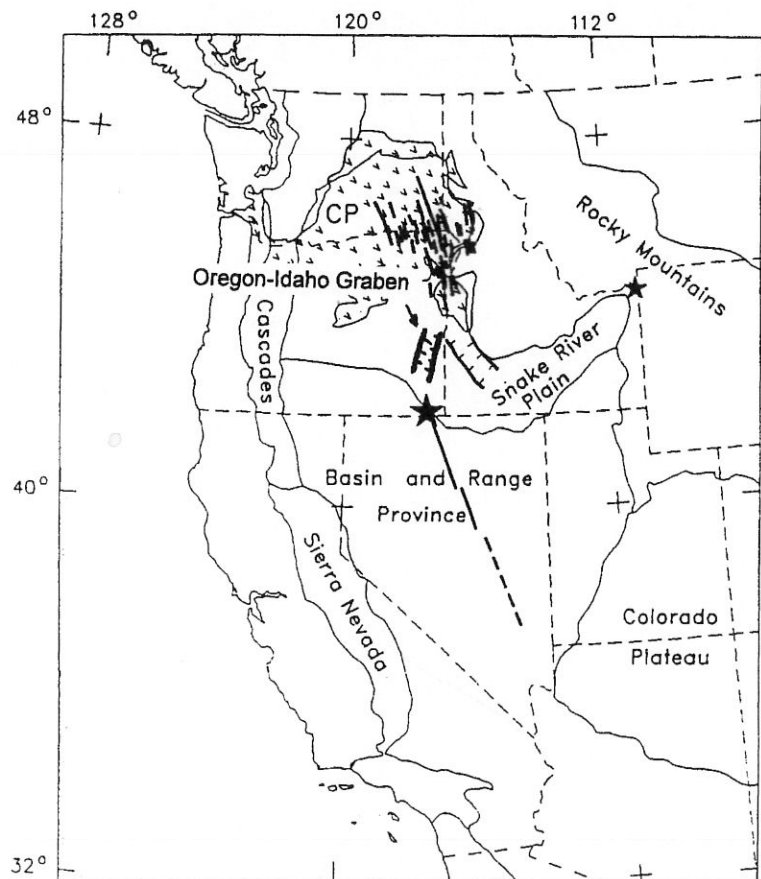 128° 120° 112°
48°
CP
Rocky Mountains
Oregon-Idaho Graben
Cascades
Snake River
Plain
40°
Basin and Range
Province
Sierra Nevada
Colorado
Plateau
32°